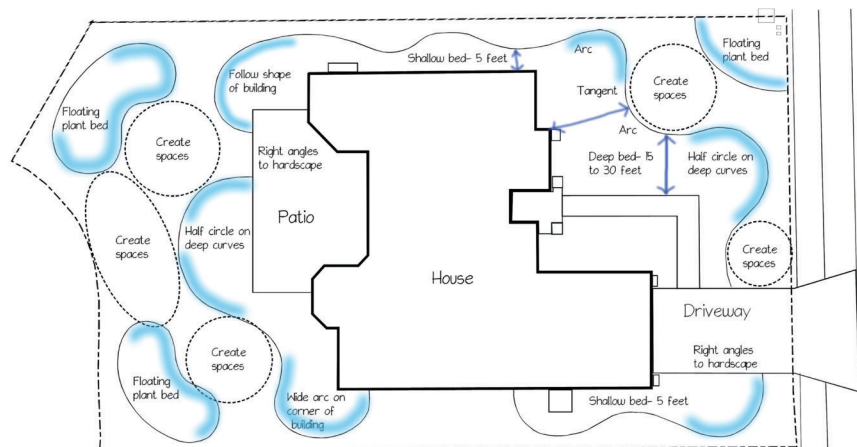 Shallow bed- 5 feet
Arc
Floating
plant bed
Follow shape
of building
Create
spaces
Tangent
Floating
plant bed
Create
spaces
Arc
Right angles
to hardscape
Deep bed- 15
to 30 feet
Half circle on
deep curves
Patio
Half circle on
deep curves
Create
spaces
Create
spaces
House
Driveway
Create
spaces
Right angles
to hardscape
Floating
plant bed
Wide arc on
corner of
building
Shallow bed- 5 feet